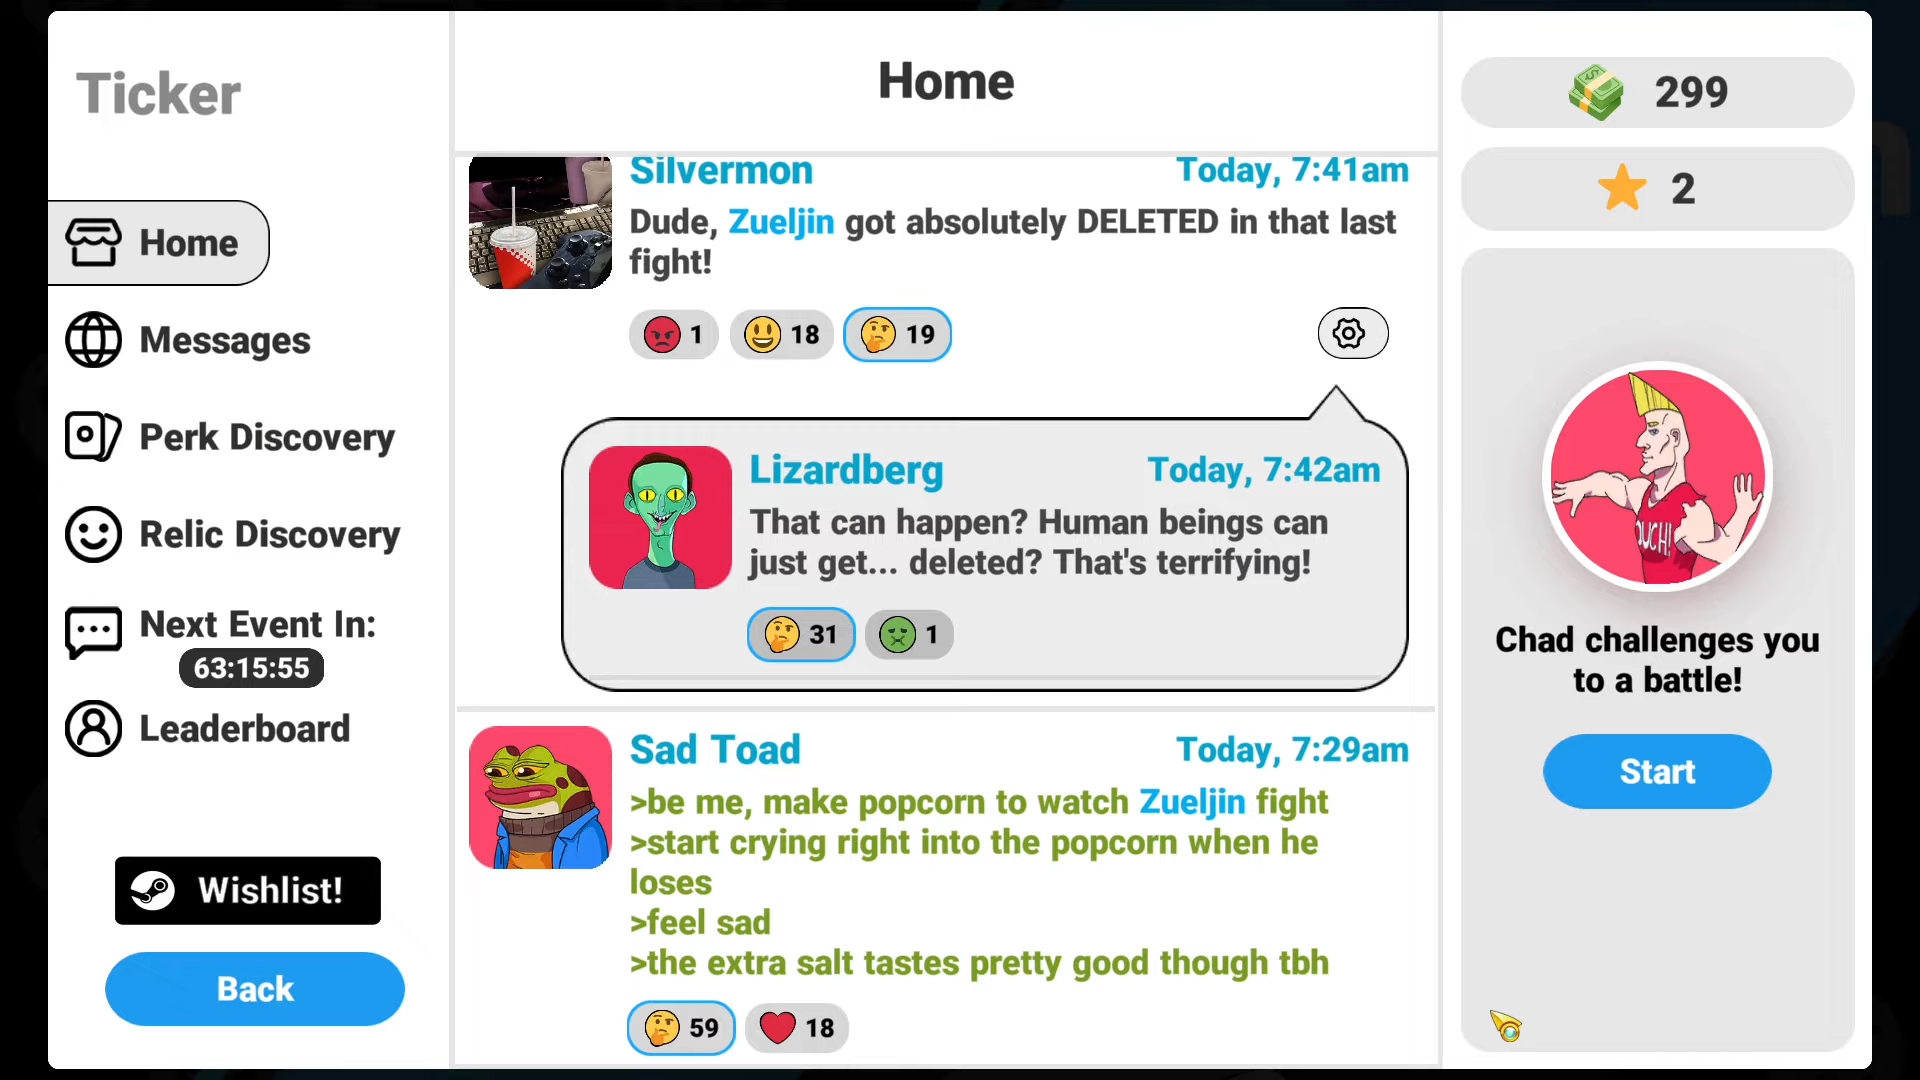 Ticker
Home
Messages
Perk Discovery
Relic Discovery
Next Event In:
63:15:55
Leaderboard
Wishlist!
Back
Home
Silvermon
Today, 7:41am
Dude, Zueljin got absolutely DELETED in that last
fight!
1
18
19
Lizardberg
Today, 7:42am
That can happen? Human beings can
just get... deleted? That's terrifying!
31
1
Sad Toad
Today, 7:29am
>be me, make popcorn to watch Zueljin fight
>start crying right into the popcorn when he
loses
>feel sad
>the extra salt tastes pretty good though tbh
59
18
299
2
OUCH!
Chad challenges you
to a battle!
Start